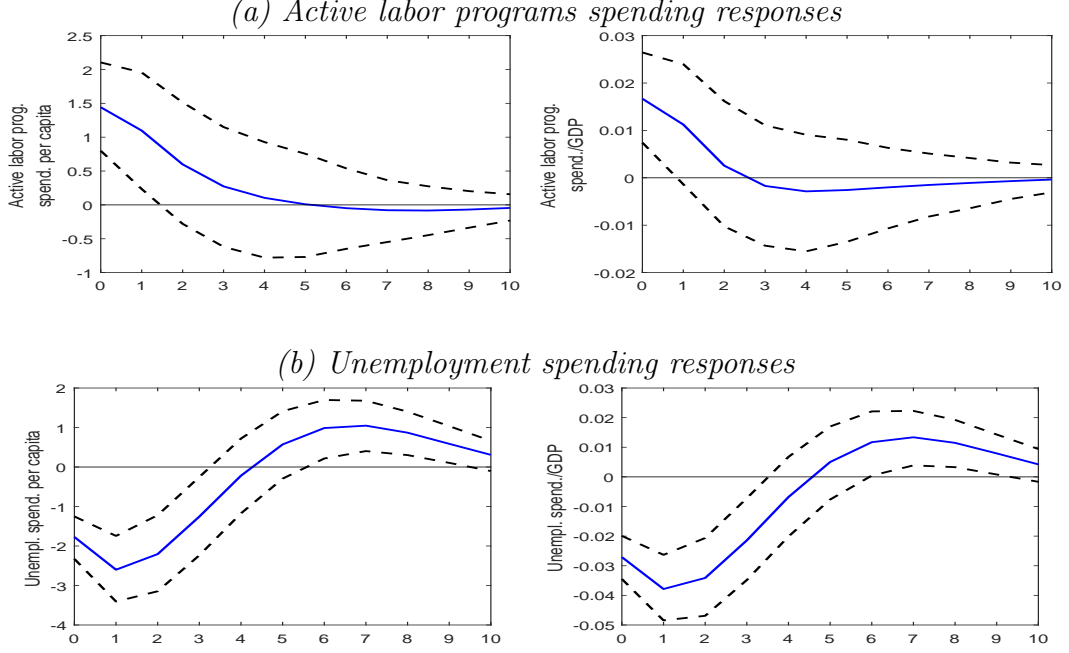 (a) Active labor programs spending responses
Active labor prog.
spend. per capita
2.5
2
1.5
1
0.5
0
-0.5
-1
0 1 2 3 4 5 6 7 8 9 10
Active labor prog.
spend./GDP
0.03
0.02
0.01
0
-0.01
-0.02
0 1 2 3 4 5 6 7 8 9 10
(b) Unemployment spending responses
Unempl. spend. per capita
2
1
0
-1
-2
-3
-4
0 1 2 3 4 5 6 7 8 9 10
Unempl. spend./GDP
0.03
0.02
0.01
0
-0.01
-0.02
-0.03
-0.04
-0.05
0 1 2 3 4 5 6 7 8 9 10